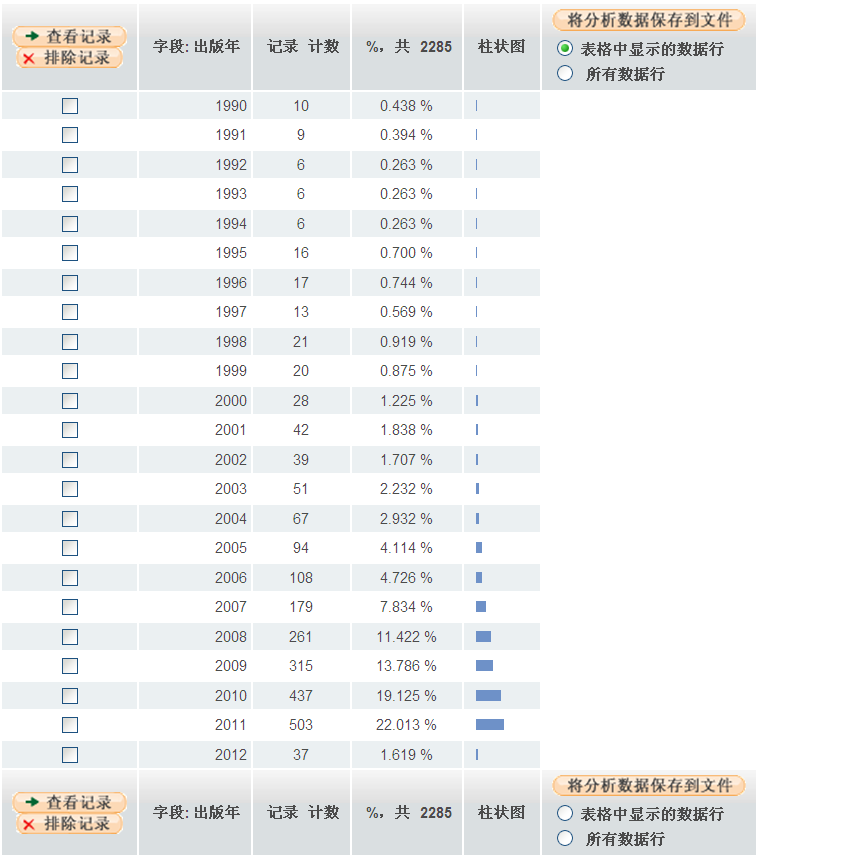 查看记录 字段: 出版年 记录 计数 %，共 2285 柱状图 将分析数据保存到文件
排除记录 表格中显示的数据行
所有数据行
1990 10 0.438 %
1991 9 0.394 %
1992 6 0.263 %
1993 6 0.263 %
1994 6 0.263 %
1995 16 0.700 %
1996 17 0.744 %
1997 13 0.569 %
1998 21 0.919 %
1999 20 0.875 %
2000 28 1.225 %
2001 42 1.838 %
2002 39 1.707 %
2003 51 2.232 %
2004 67 2.932 %
2005 94 4.114 %
2006 108 4.726 %
2007 179 7.834 %
2008 261 11.422 %
2009 315 13.786 %
2010 437 19.125 %
2011 503 22.013 %
2012 37 1.619 %
查看记录 字段: 出版年 记录 计数 %，共 2285 柱状图 将分析数据保存到文件
排除记录 表格中显示的数据行
所有数据行